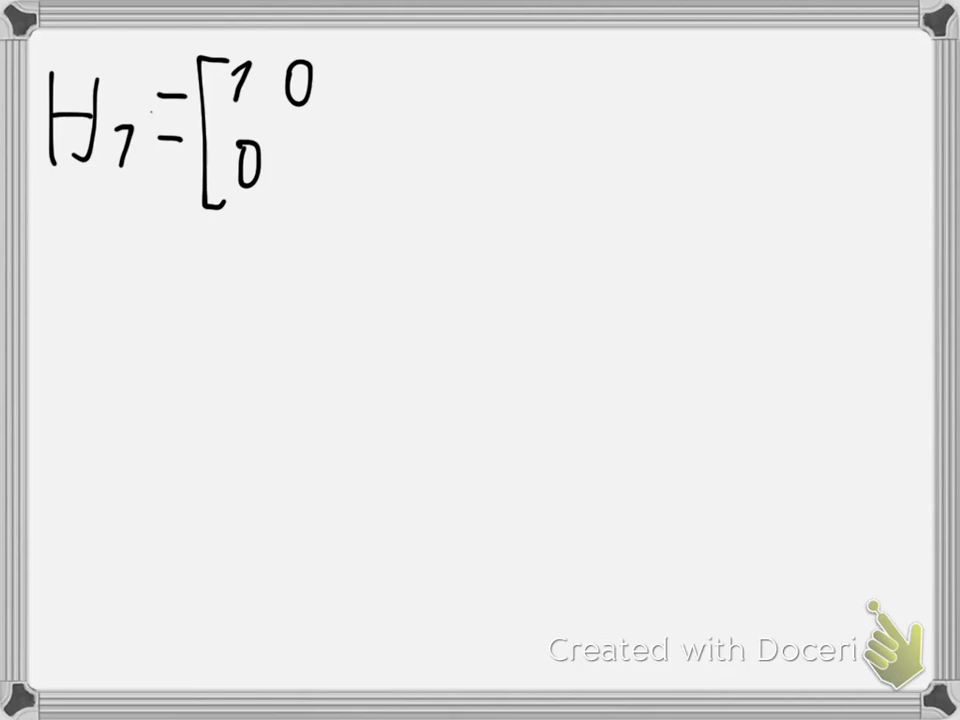 H₁ = [1 0
0
Created with Doceri